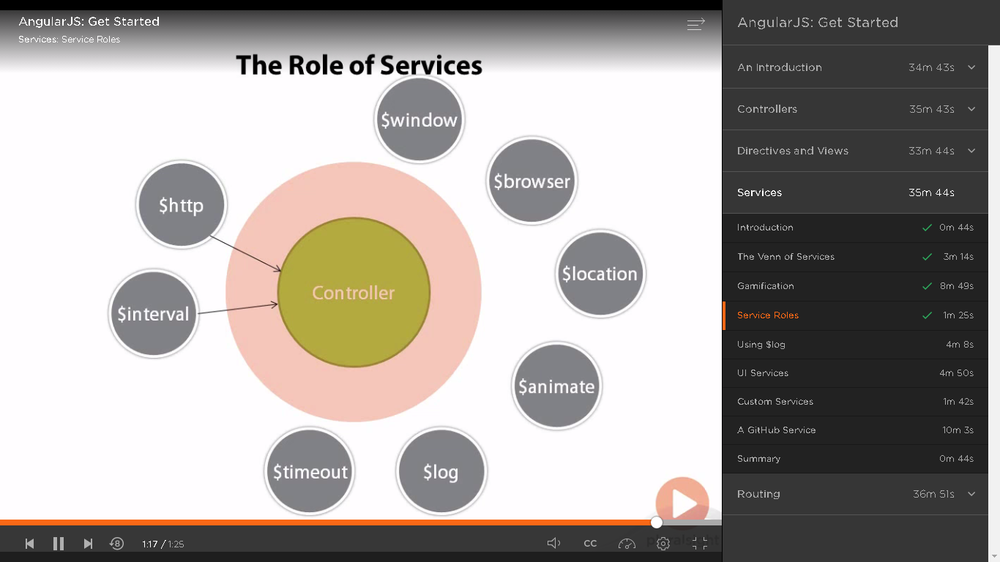 AngularJS: Get Started
Services: Service Roles
The Role of Services
$window
$browser
$http
$location
Controller
$interval
$animate
$timeout
$log
8
1:17 / 1:25
CC
AngularJS: Get Started
An Introduction 34m 43s
Controllers 35m 43s
Directives and Views 33m 44s
Services 35m 44s
Introduction 0m 44s
The Venn of Services 3m 14s
Gamification 8m 49s
Service Roles 1m 25s
Using $log 4m 8s
UI Services 4m 50s
Custom Services 1m 42s
A GitHub Service 10m 3s
Summary 0m 44s
Routing 36m 51s